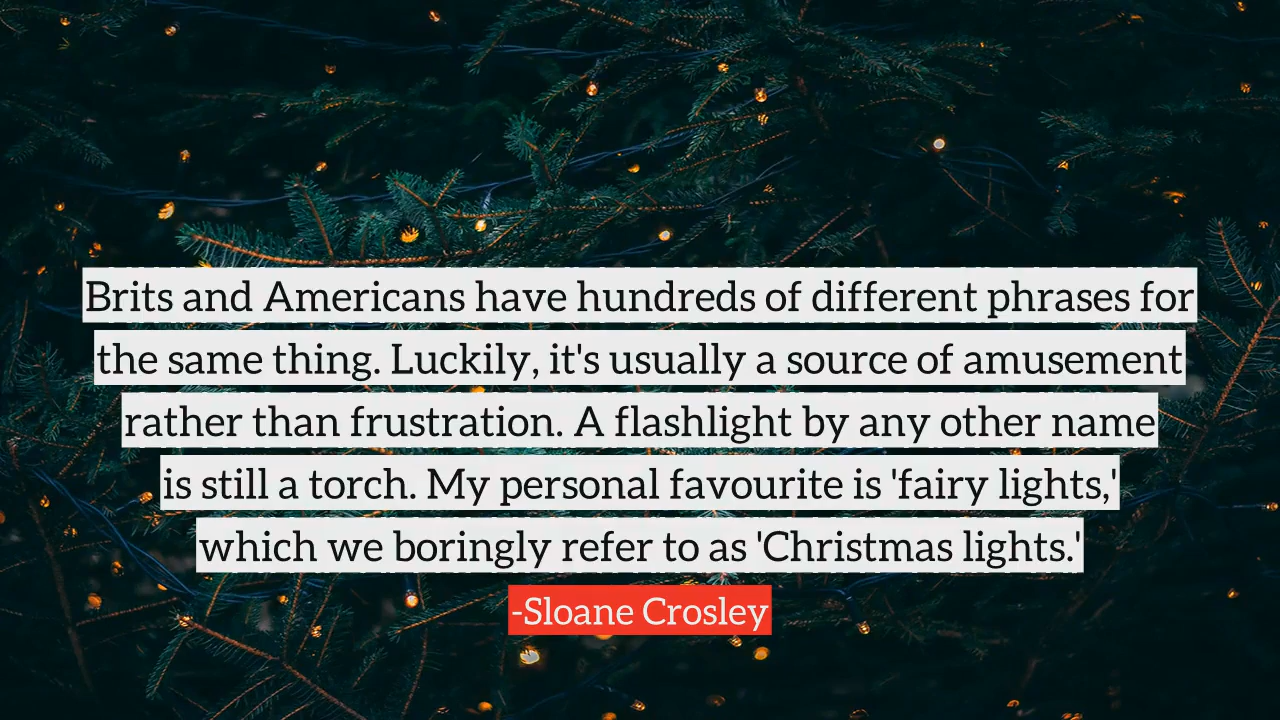 Brits and Americans have hundreds of different phrases for
the same thing. Luckily, it's usually a source of amusement
rather than frustration. A flashlight by any other name
is still a torch. My personal favourite is 'fairy lights,'
which we boringly refer to as 'Christmas lights.'
-Sloane Crosley